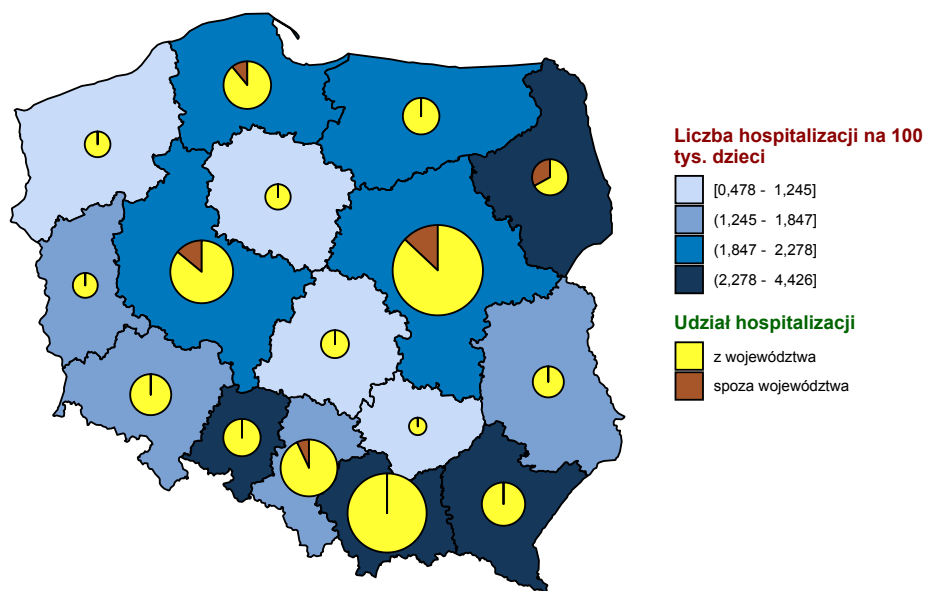 Liczba hospitalizacji na 100
tys. dzieci
[0,478 - 1,245]
(1,245 - 1,847]
(1,847 - 2,278]
(2,278 - 4,426]
Udział hospitalizacji
z województwa
spoza województwa